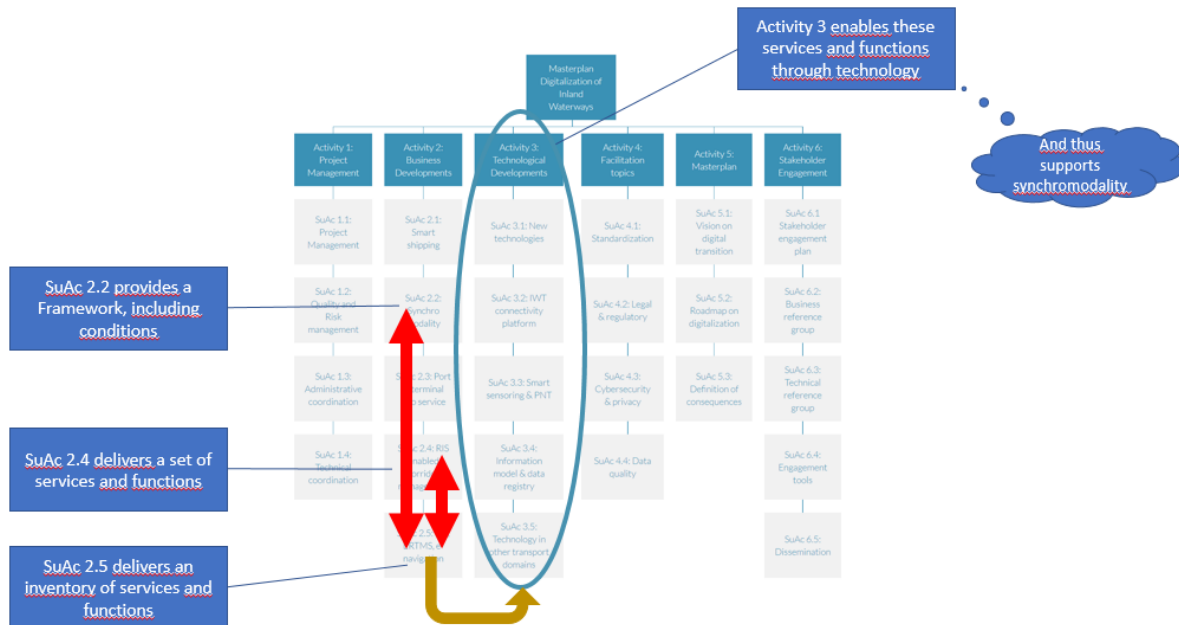 Activity 3 enables these
services and functions
through technology
And thus
supports
synchromodality
Masterplan
Digitalization of
Inland
Waterways
Activity 1:
Project
Management
Activity 2:
Business
Developments
Activity 3:
Technological
Developments
Activity 4:
Facilitation
topics
Activity 5:
Masterplan
Activity 6:
Stakeholder
Engagement
SuAc 1.1:
Project
Management
SuAc 2.1:
Smart
shipping
SuAc 3.1: New
technologies
SuAc 4.1:
Standardization
SuAc 5.1:
Vision on
digital
transition
SuAc 6.1
Stakeholder
engagement
plan
SuAc 2.2 provides a
Framework, including
conditions
SuAc 1.2:
Quality and
Risk
management
SuAc 2.2:
SuAc 3.2: IWT
connectivity
platform
SuAc 4.2: Legal
& regulatory
SuAc 5.2:
Roadmap on
digitalization
SuAc 6.2:
Business
reference
group
SuAc 1.3:
Administrative
coordination
SuAc 2.3: Port
service
SuAc 3.3: Smart
sensoring & PNT
SuAc 4.3:
Cybersecurity
& privacy
SuAc 5.3:
Definition of
consequences
SuAc 6.3:
Technical
reference
group
SuAc 2.4 delivers a set of
services and functions
SuAc 1.4:
Technical
coordination
2.4: RIS
SuAc 3.4:
Information
model & data
registry
SuAc 4.4: Data
quality
SuAc 6.4:
Engagement
tools
SuAc 2.5 delivers an
inventory of services and
functions
2.5:
SuAc 3.5:
Technology in
other transport
domains
SuAc 6.5:
Dissemination